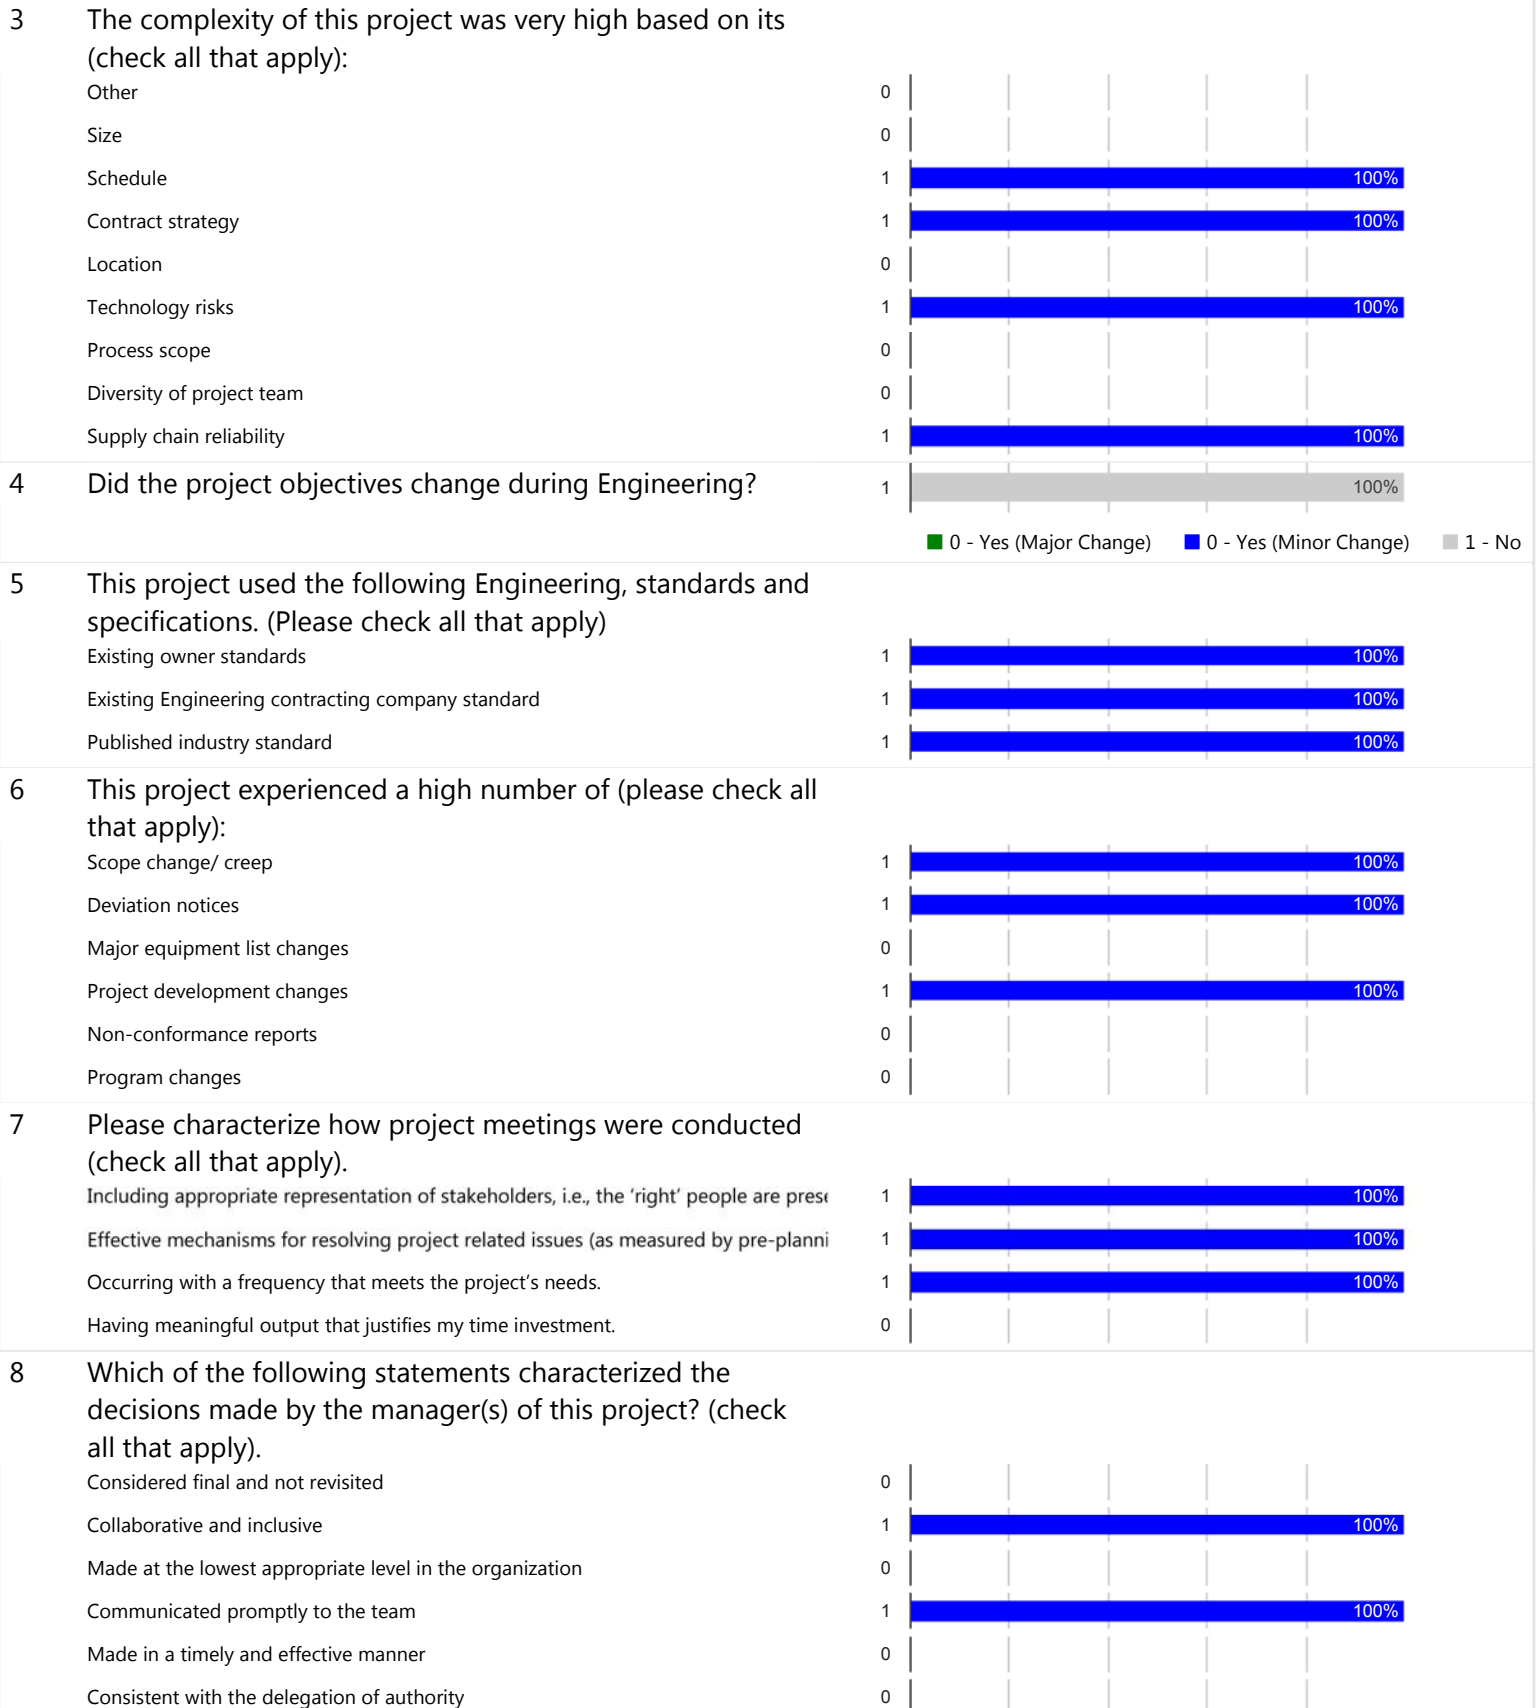 3 The complexity of this project was very high based on its
(check all that apply):
Other 0
Size 0
Schedule 1 100%
Contract strategy 1 100%
Location 0
Technology risks 1 100%
Process scope 0
Diversity of project team 0
Supply chain reliability 1 100%
4 Did the project objectives change during Engineering? 1 100%
0 - Yes (Major Change) 0 - Yes (Minor Change) 1 - No
5 This project used the following Engineering, standards and
specifications. (Please check all that apply)
Existing owner standards 1 100%
Existing Engineering contracting company standard 1 100%
Published industry standard 1 100%
6 This project experienced a high number of (please check all
that apply):
Scope change/ creep 1 100%
Deviation notices 1 100%
Major equipment list changes 0
Project development changes 1 100%
Non-conformance reports 0
Program changes 0
7 Please characterize how project meetings were conducted
(check all that apply).
Including appropriate representation of stakeholders, i.e., the ‘right’ people are prese 1 100%
Effective mechanisms for resolving project related issues (as measured by pre-planni 1 100%
Occurring with a frequency that meets the project’s needs. 1 100%
Having meaningful output that justifies my time investment. 0
8 Which of the following statements characterized the
decisions made by the manager(s) of this project? (check
all that apply).
Considered final and not revisited 0
Collaborative and inclusive 1 100%
Made at the lowest appropriate level in the organization 0
Communicated promptly to the team 1 100%
Made in a timely and effective manner 0
Consistent with the delegation of authority 0